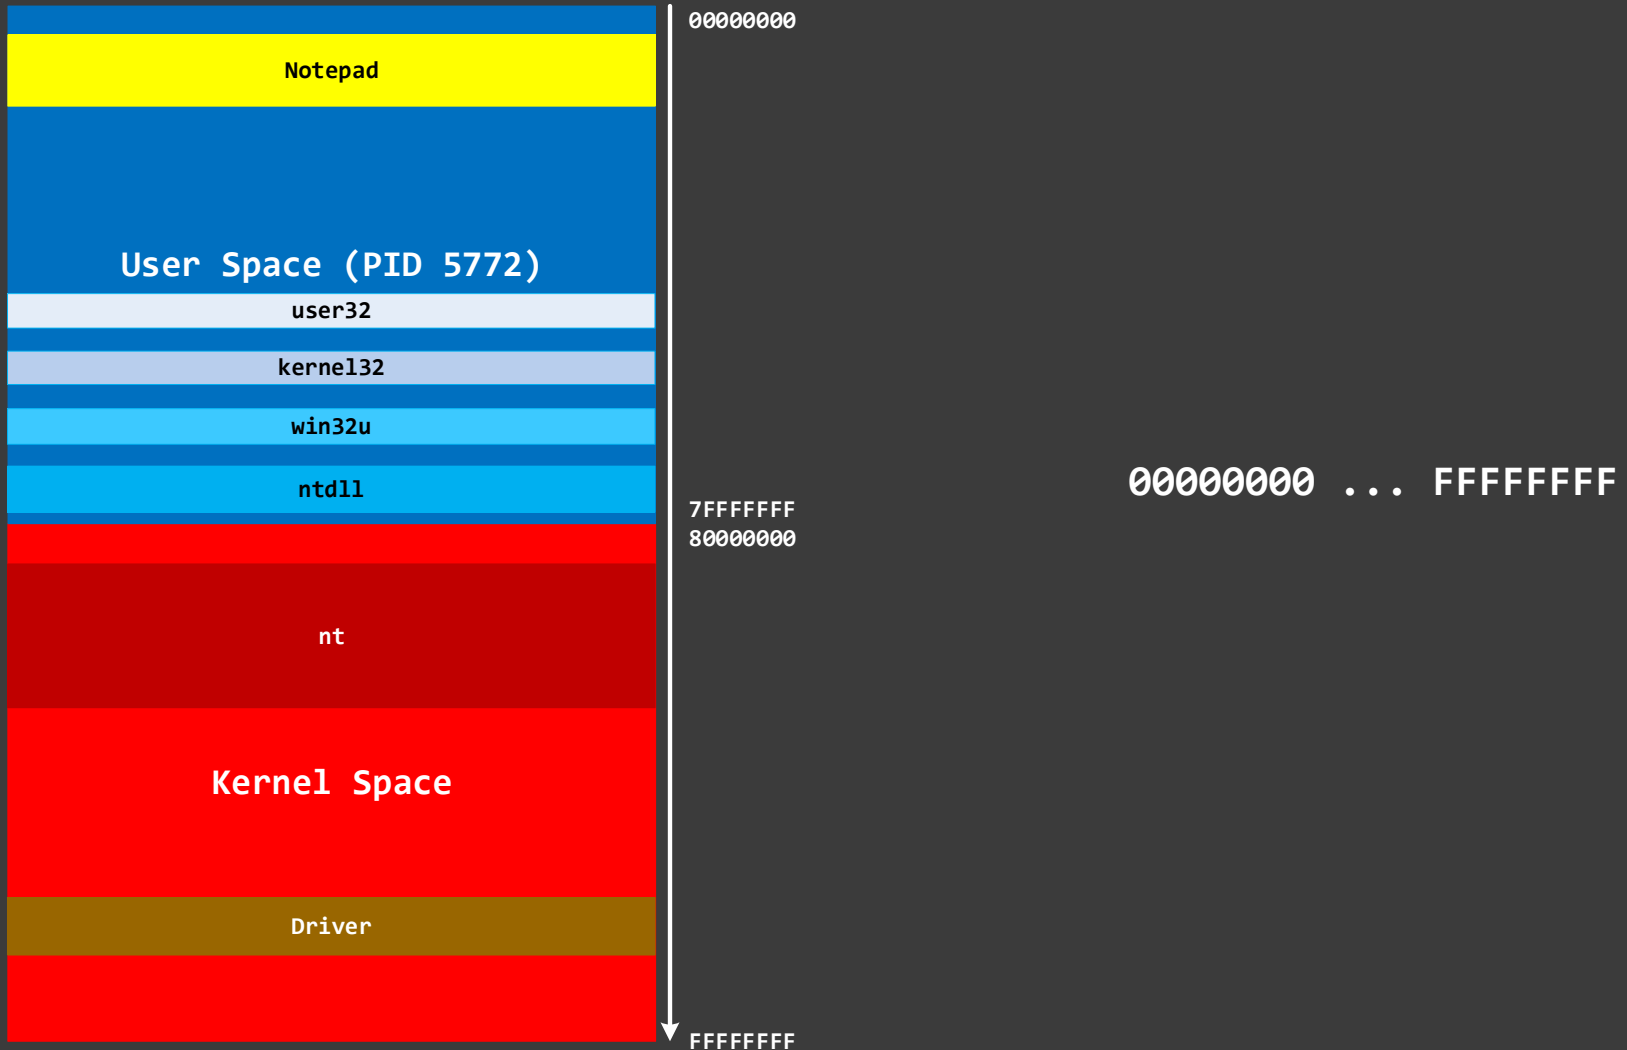 00000000
Notepad
User Space (PID 5772)
user32
kernel32
win32u
ntdll
7FFFFFFF
80000000
nt
Kernel Space
Driver
FFFFFFFF
00000000 ... FFFFFFFF